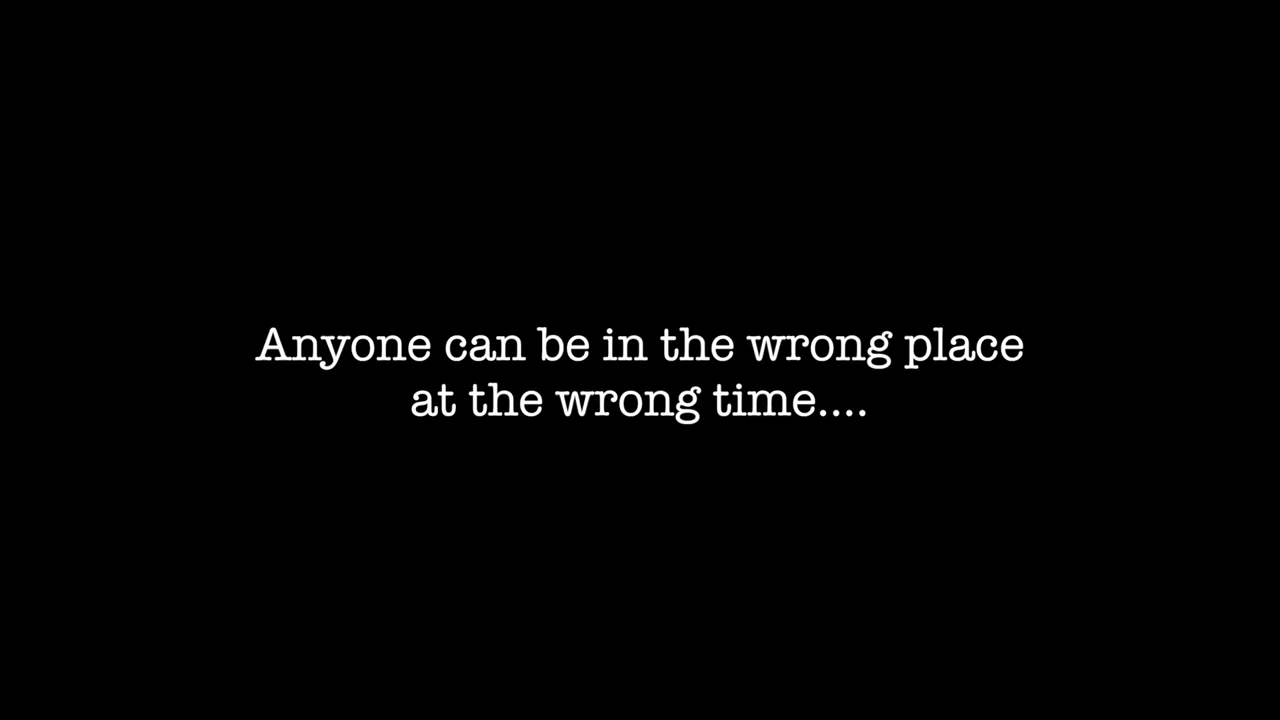 Anyone can be in the wrong place
at the wrong time....